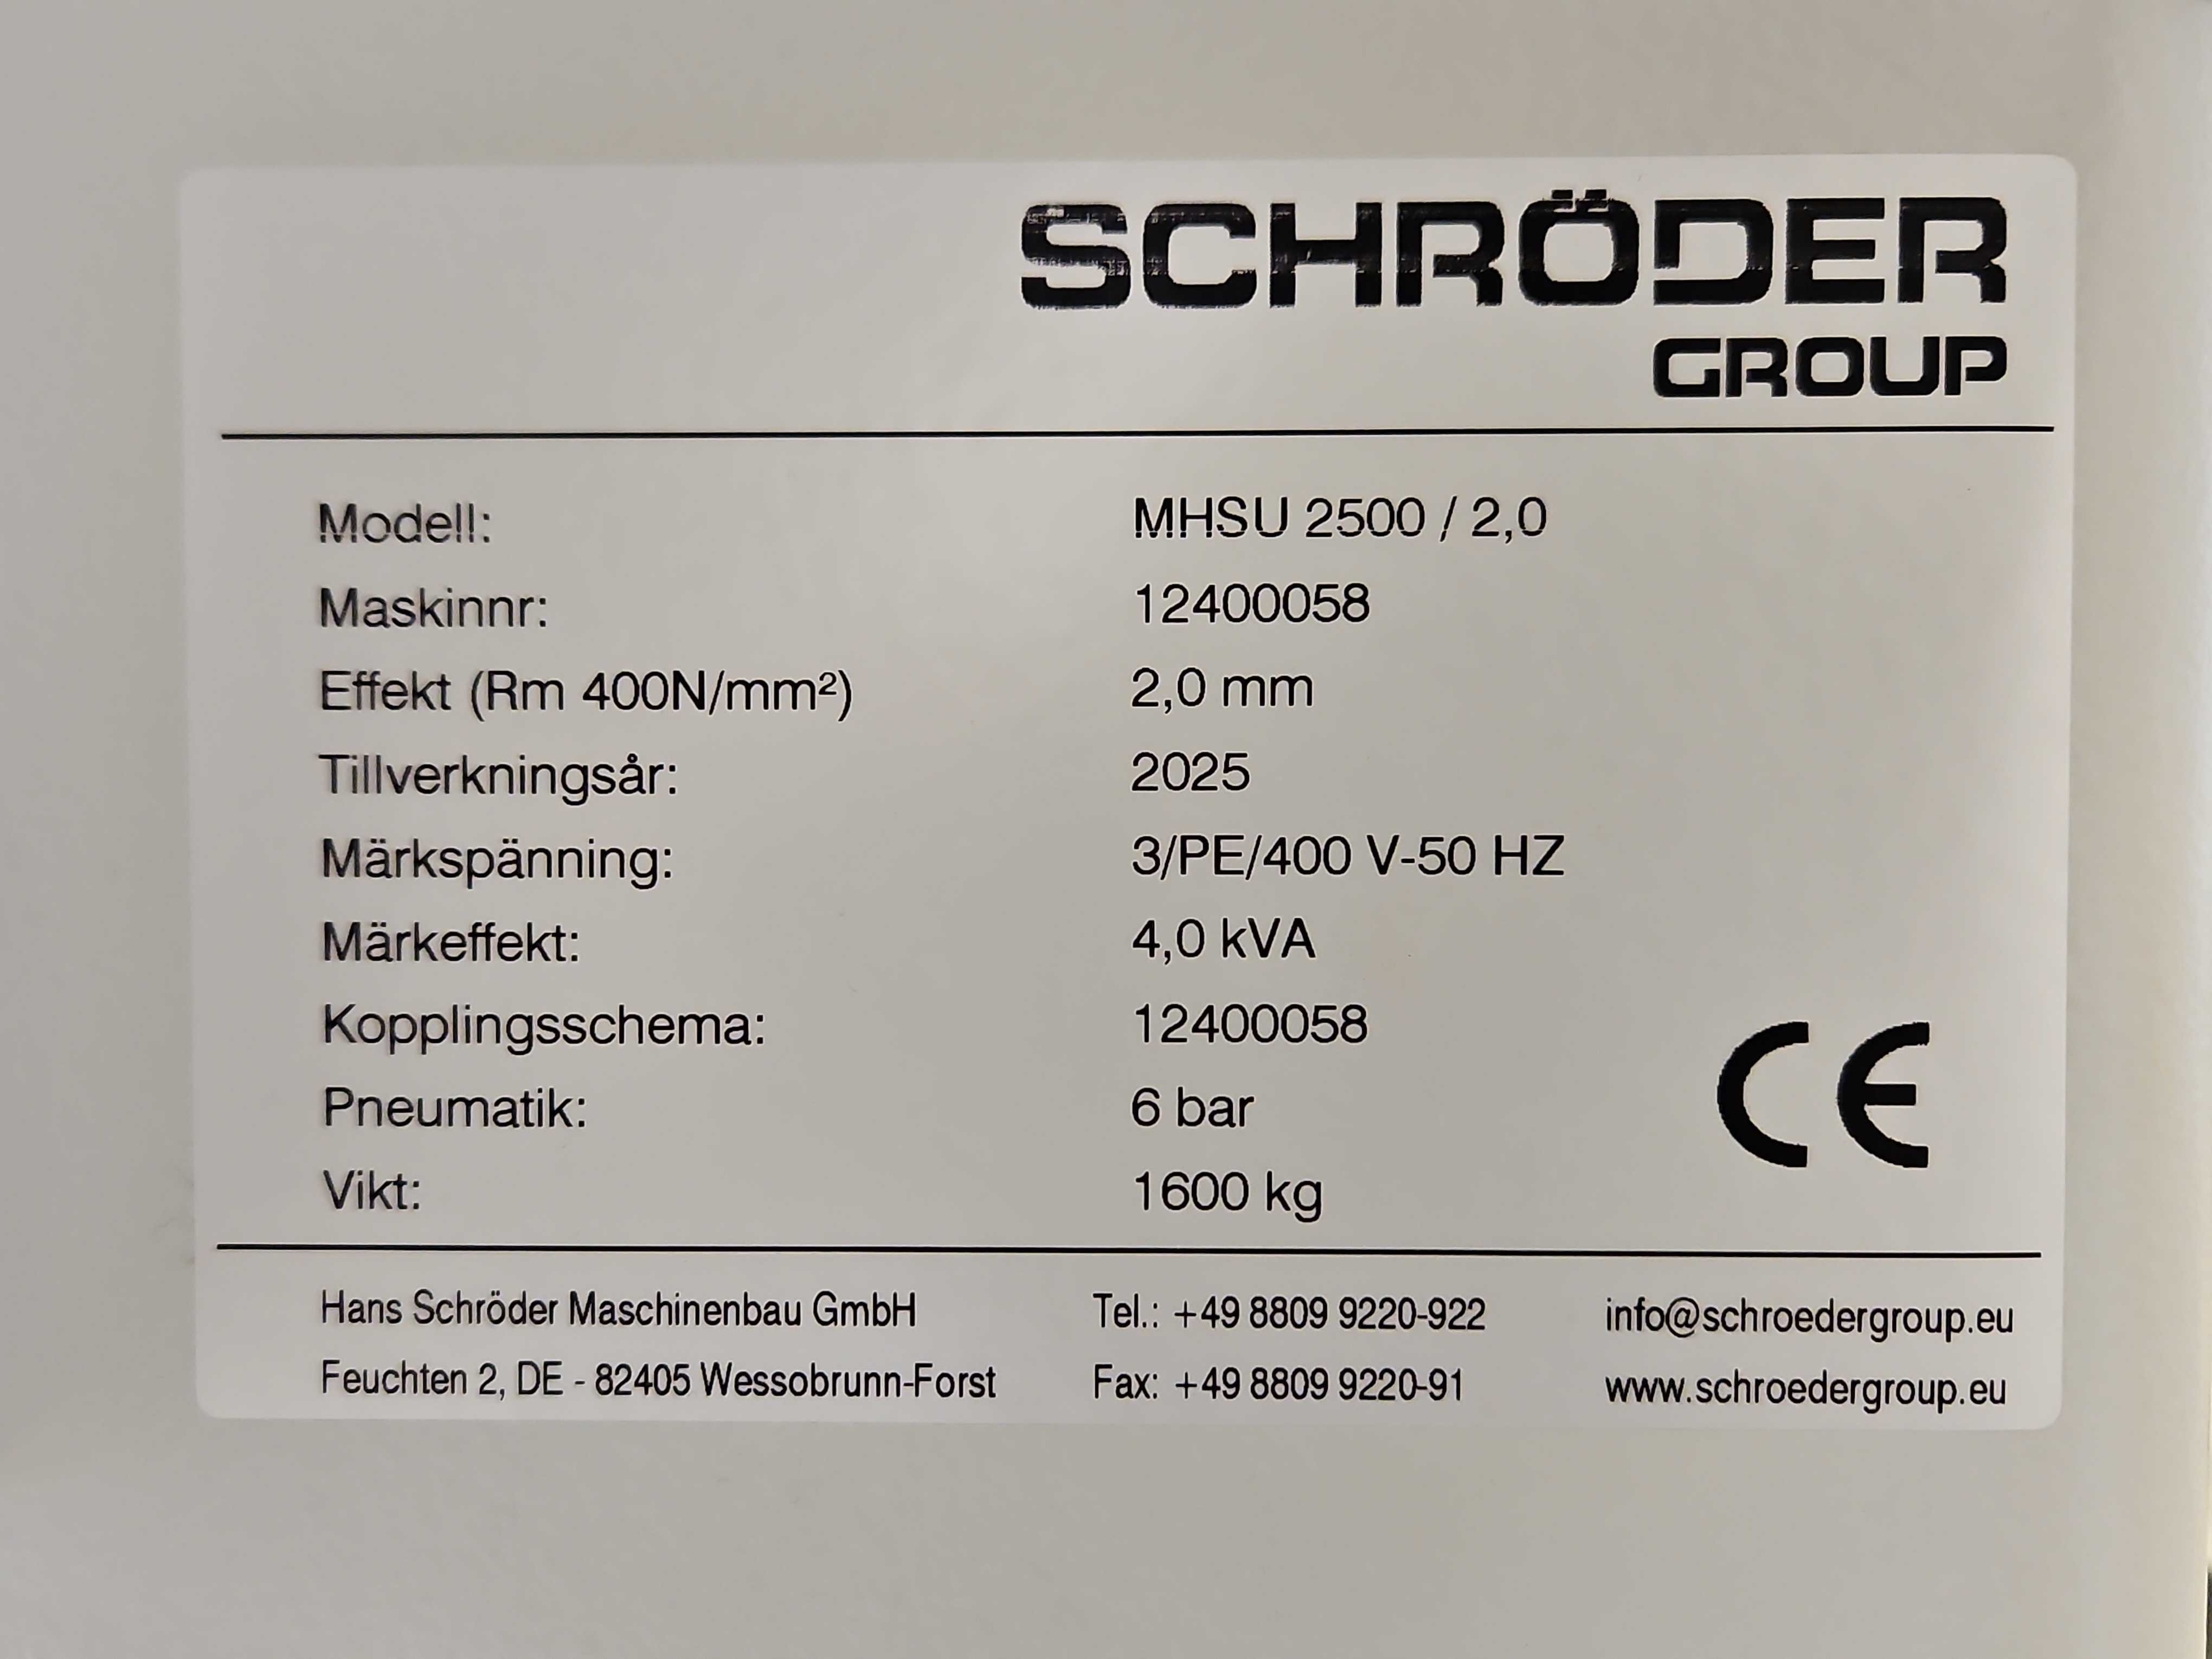 SCHRÖDER
GROUP
Modell: MHSU 2500 / 2,0
Maskinnr: 12400058
Effekt (Rm 400N/mm²) 2,0 mm
Tillverkningsår: 2025
Märkspänning: 3/PE/400 V-50 HZ
Märkeffekt: 4,0 kVA
Kopplingsschema: 12400058
Pneumatik: 6 bar
Vikt: 1600 kg
CE
Hans Schröder Maschinenbau GmbH Tel.: +49 8809 9220-922 info@schroedergroup.eu
Feuchten 2, DE - 82405 Wessobrunn-Forst Fax: +49 8809 9220-91 www.schroedergroup.eu